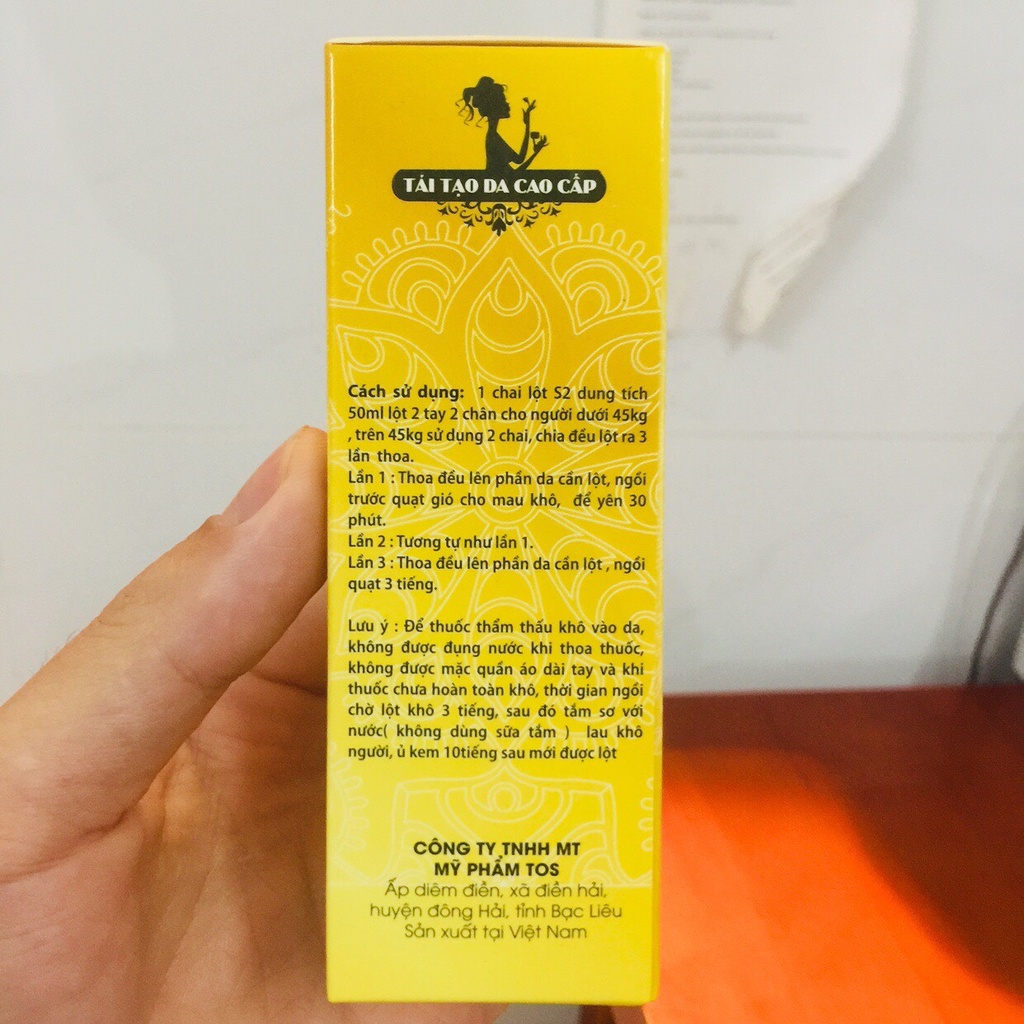 TÁI TẠO DA CAO CẤP
Cách sử dụng: 1 chai lột S2 dung tích
50ml lột 2 tay 2 chân cho người dưới 45kg
, trên 45kg sử dụng 2 chai, chia đều lột ra 3
lần thoa.
Lần 1 : Thoa đều lên phần da cần lột, ngồi
trước quạt gió cho mau khô, để yên 30
phút.
Lần 2 : Tương tự như lần 1.
Lần 3 : Thoa đều lên phần da cần lột , ngồi
quạt 3 tiếng.
Lưu ý : Để thuốc thẩm thấu khô vào da,
không được đụng nước khi thoa thuốc,
không được mặc quần áo dài tay và khi
thuốc chưa hoàn toàn khô, thời gian ngồi
chờ lột khô 3 tiếng, sau đó tắm sơ với
nước( không dùng sữa tắm ) lau khô
người, ủ kem 10tiếng sau mới được lột
CÔNG TY TNHH MT
MỸ PHẨM TOS
Ấp diêm điền, xã điền hải,
huyện đông Hải, tỉnh Bạc Liêu
Sản xuất tại Việt Nam